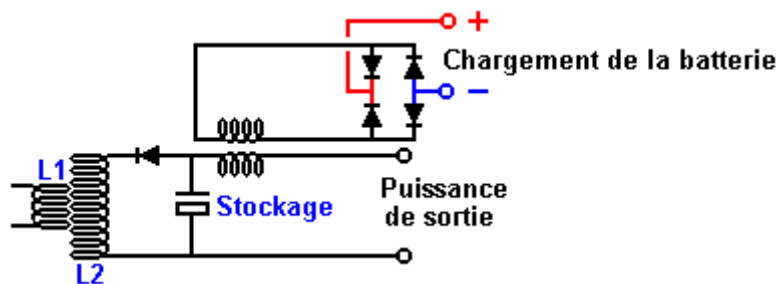 +
Chargement de la batterie
−
L1
Stockage
Puissance
de sortie
L2